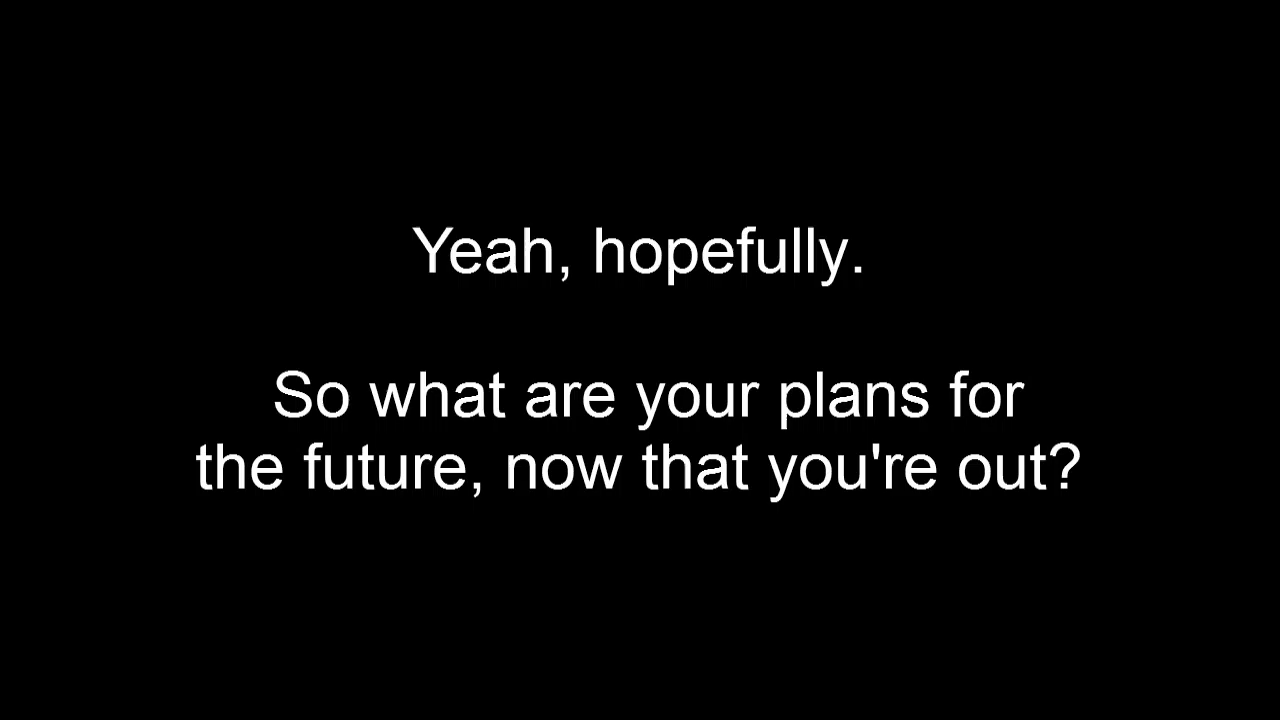 Yeah, hopefully.
So what are your plans for
the future, now that you're out?